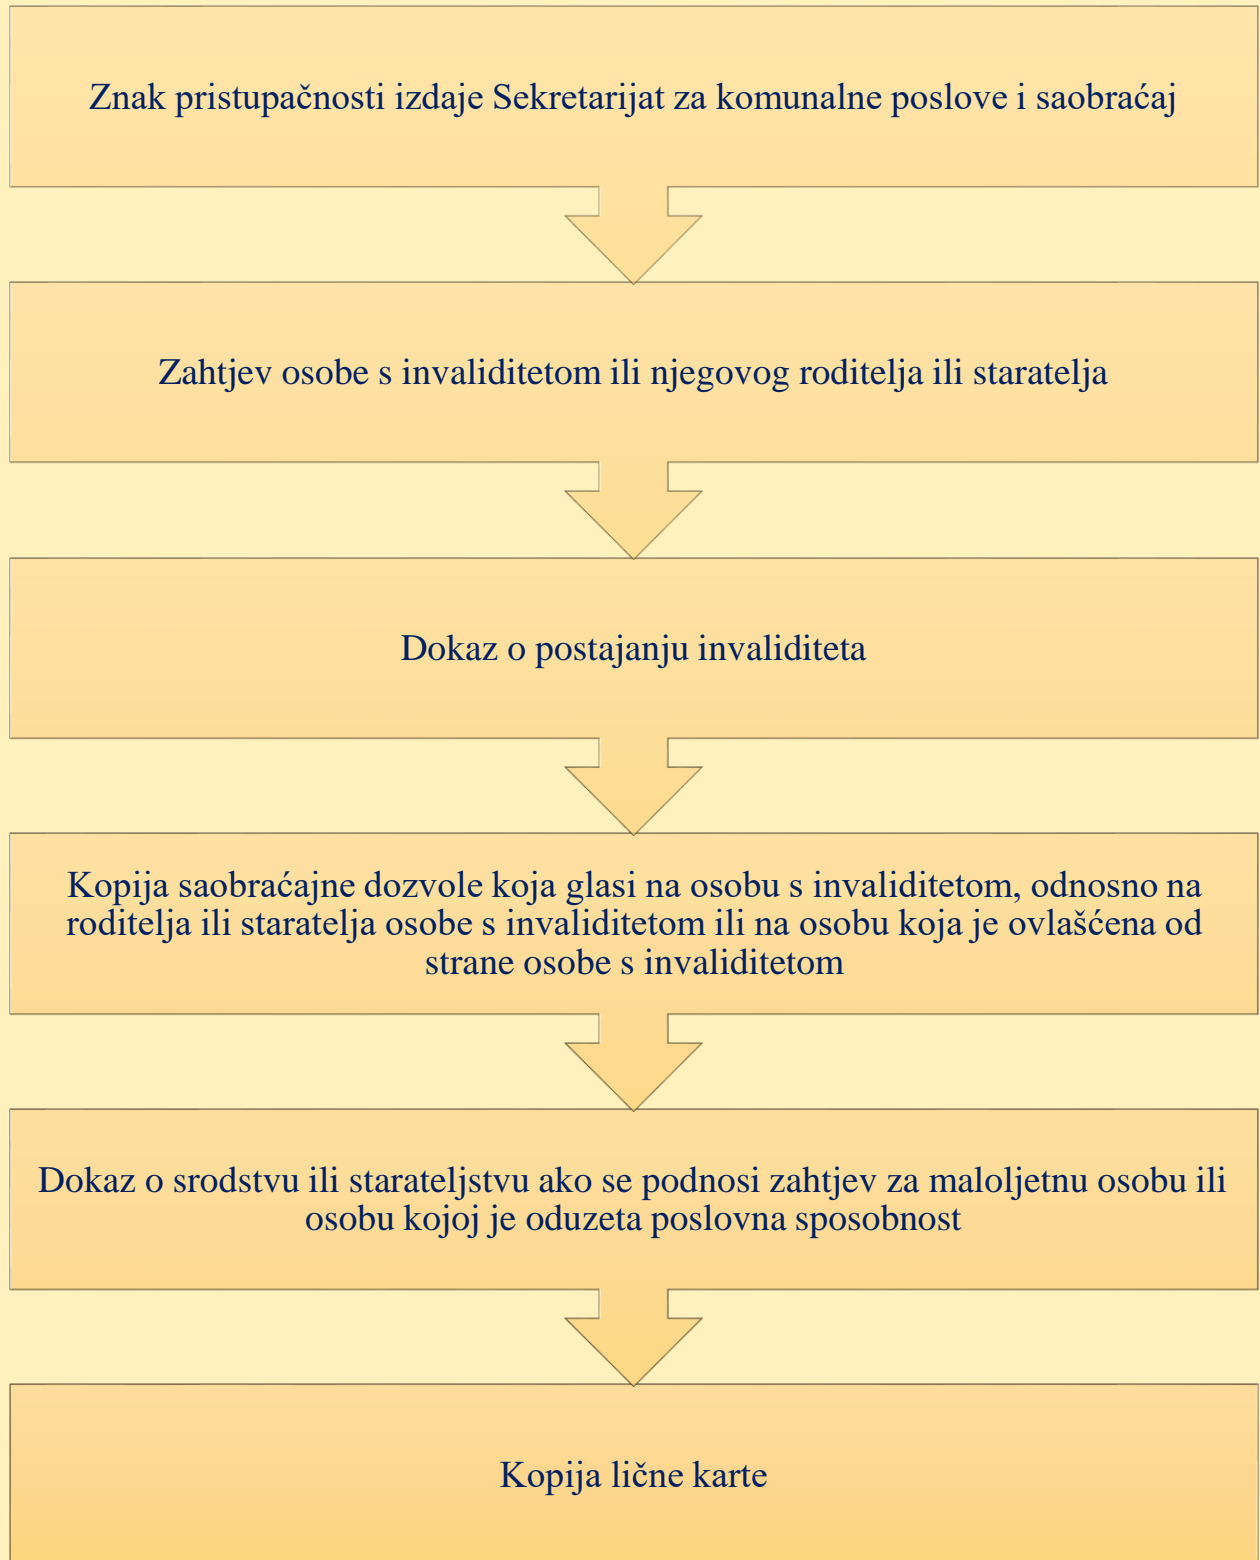 Znak pristupačnosti izdaje Sekretarijat za komunalne poslove i saobraćaj
Zahtjev osobe s invaliditetom ili njegovog roditelja ili staratelja
Dokaz o postajanju invaliditeta
Kopija saobraćajne dozvole koja glasi na osobu s invaliditetom, odnosno na
roditelja ili staratelja osobe s invaliditetom ili na osobu koja je ovlašćena od
strane osobe s invaliditetom
Dokaz o srodstvu ili starateljstvu ako se podnosi zahtjev za maloljetnu osobu ili
osobu kojoj je oduzeta poslovna sposobnost
Kopija lične karte